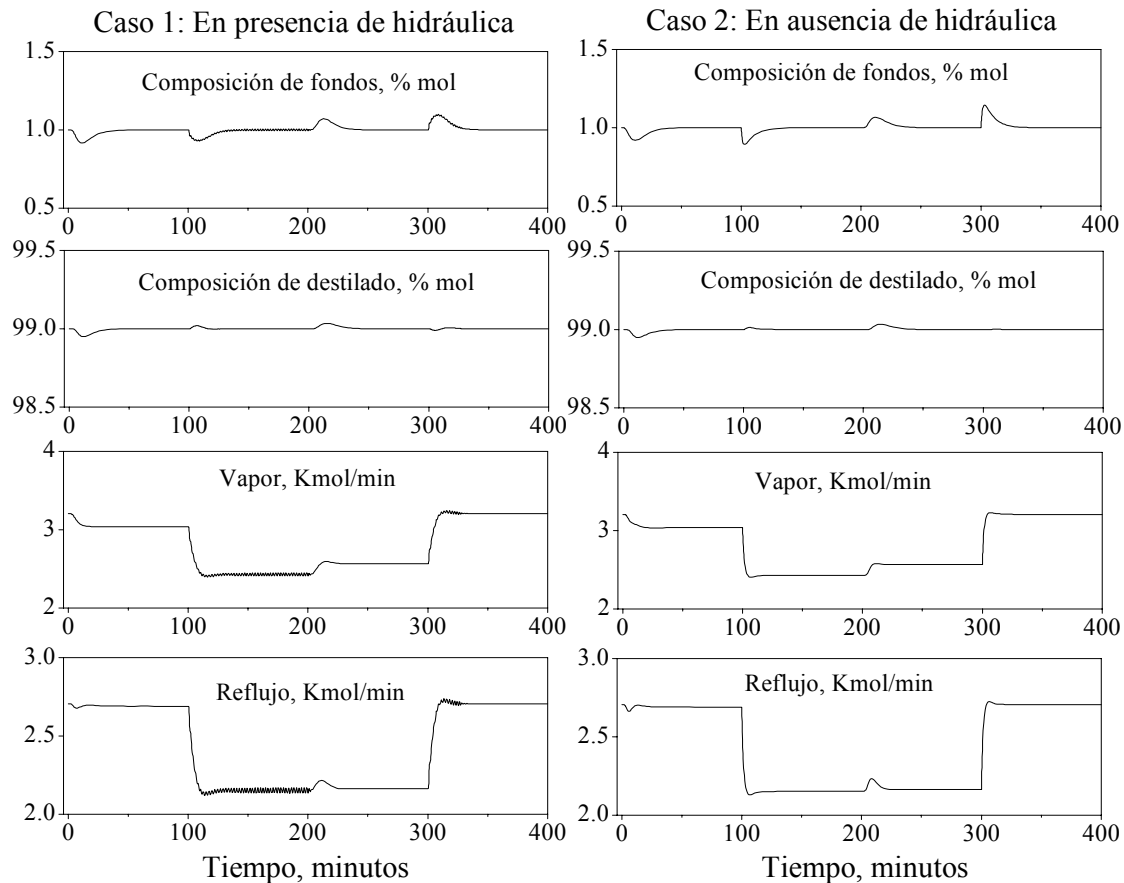 Caso 1: En presencia de hidráulica
1.5
Composición de fondos, % mol
1.0
0.5
0 100 200 300 400
99.5
Composición de destilado, % mol
99.0
98.5
0 100 200 300 400
4
Vapor, Kmol/min
3
2
0 100 200 300 400
3.0
Reflujo, Kmol/min
2.5
2.0
0 100 200 300 400
Tiempo, minutos
Caso 2: En ausencia de hidráulica
1.5
Composición de fondos, % mol
1.0
0.5
0 100 200 300 400
99.5
Composición de destilado, % mol
99.0
98.5
0 100 200 300 400
4
Vapor, Kmol/min
3
2
0 100 200 300 400
3.0
Reflujo, Kmol/min
2.5
2.0
0 100 200 300 400
Tiempo, minutos